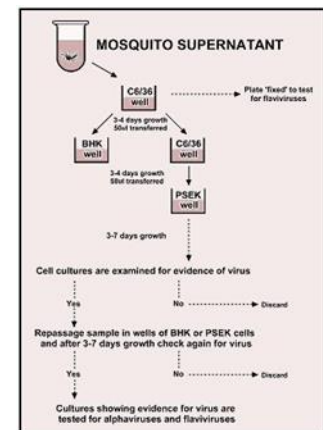 MOSQUITO SUPERNATANT
C6/36
well
Plate 'fixed' to test
for flaviviruses
3-4 days growth
50ul transferred
BHK
well
C6/36
well
3-4 days growth
50ul transferred
PSEK
well
3-7 days growth
Cell cultures are examined for evidence of virus
Yes
No
Discard
Repassage sample in wells of BHK or PSEK cells
and after 3-7 days growth check again for virus
Yes
No
Discard
Cultures showing evidence for virus are
tested for alphaviruses and flaviviruses